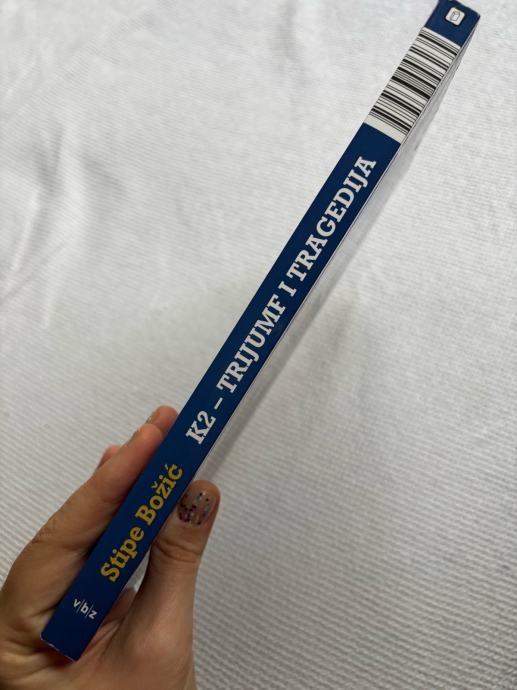 v|b|z
Stipe Božić
K2 – TRIJUMF I TRAGEDIJA